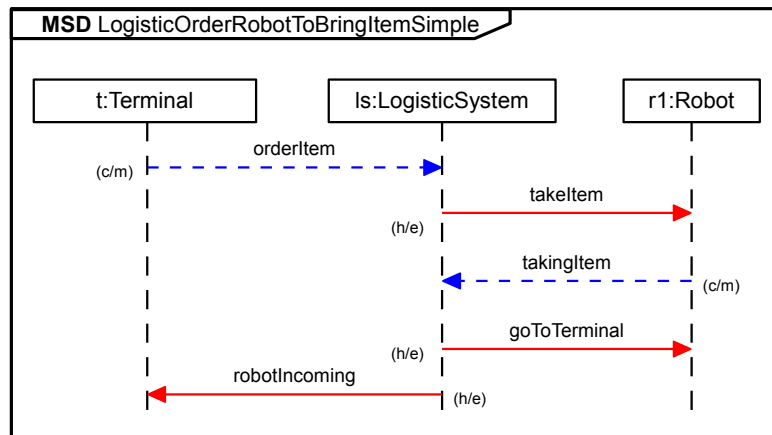 MSD LogisticOrderRobotToBringItemSimple
t:Terminal ls:LogisticSystem r1:Robot
orderItem
(c/m)
takeItem
(h/e)
takingItem
(c/m)
goToTerminal
(h/e)
robotIncoming
(h/e)